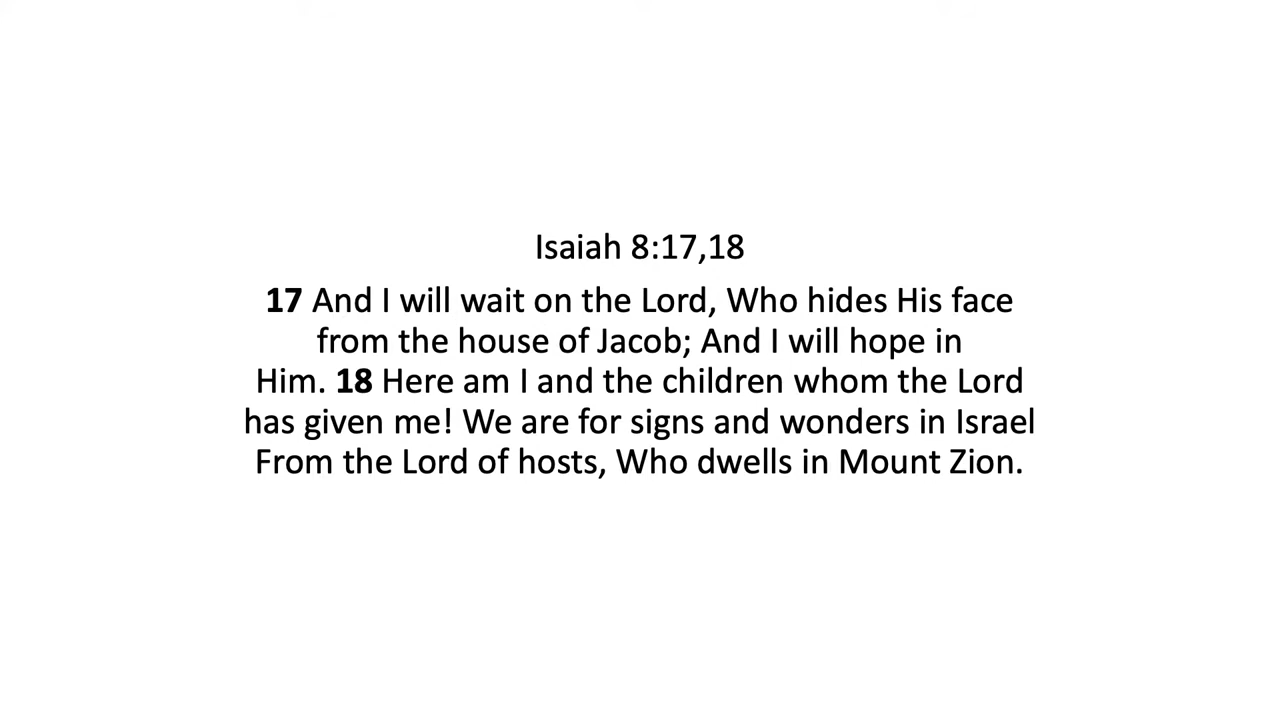 Isaiah 8:17,18
17 And I will wait on the Lord, Who hides His face
from the house of Jacob; And I will hope in
Him. 18 Here am I and the children whom the Lord
has given me! We are for signs and wonders in Israel
From the Lord of hosts, Who dwells in Mount Zion.